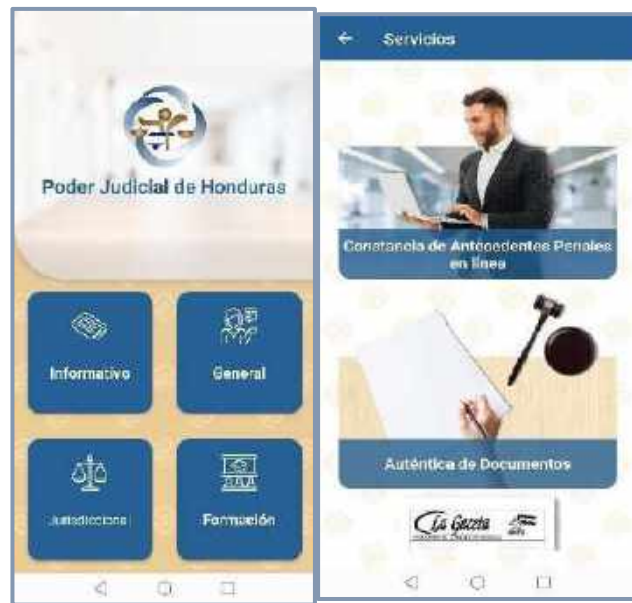 Poder Judicial de Honduras
Informativo
General
Jurisdiccional
Formación
Servicios
Constancia de Antecedentes Penales
en línea
Auténtica de Documentos
La Gaceta